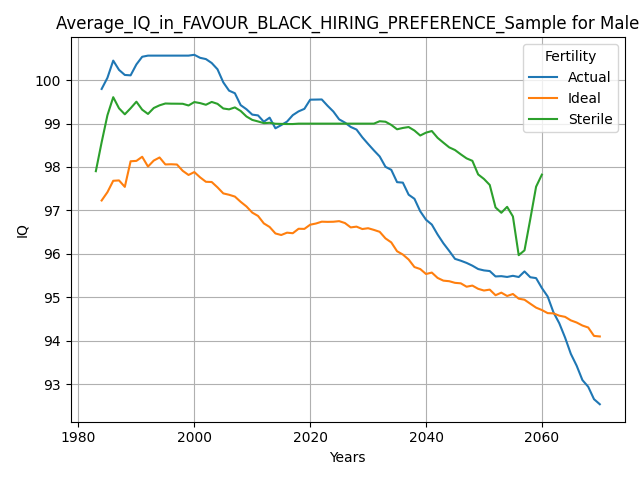 Average_IQ_in_FAVOUR_BLACK_HIRING_PREFERENCE_Sample for Male
Fertility
Actual
Ideal
Sterile
IQ
100
99
98
97
96
95
94
93
1980
2000
2020
2040
2060
Years